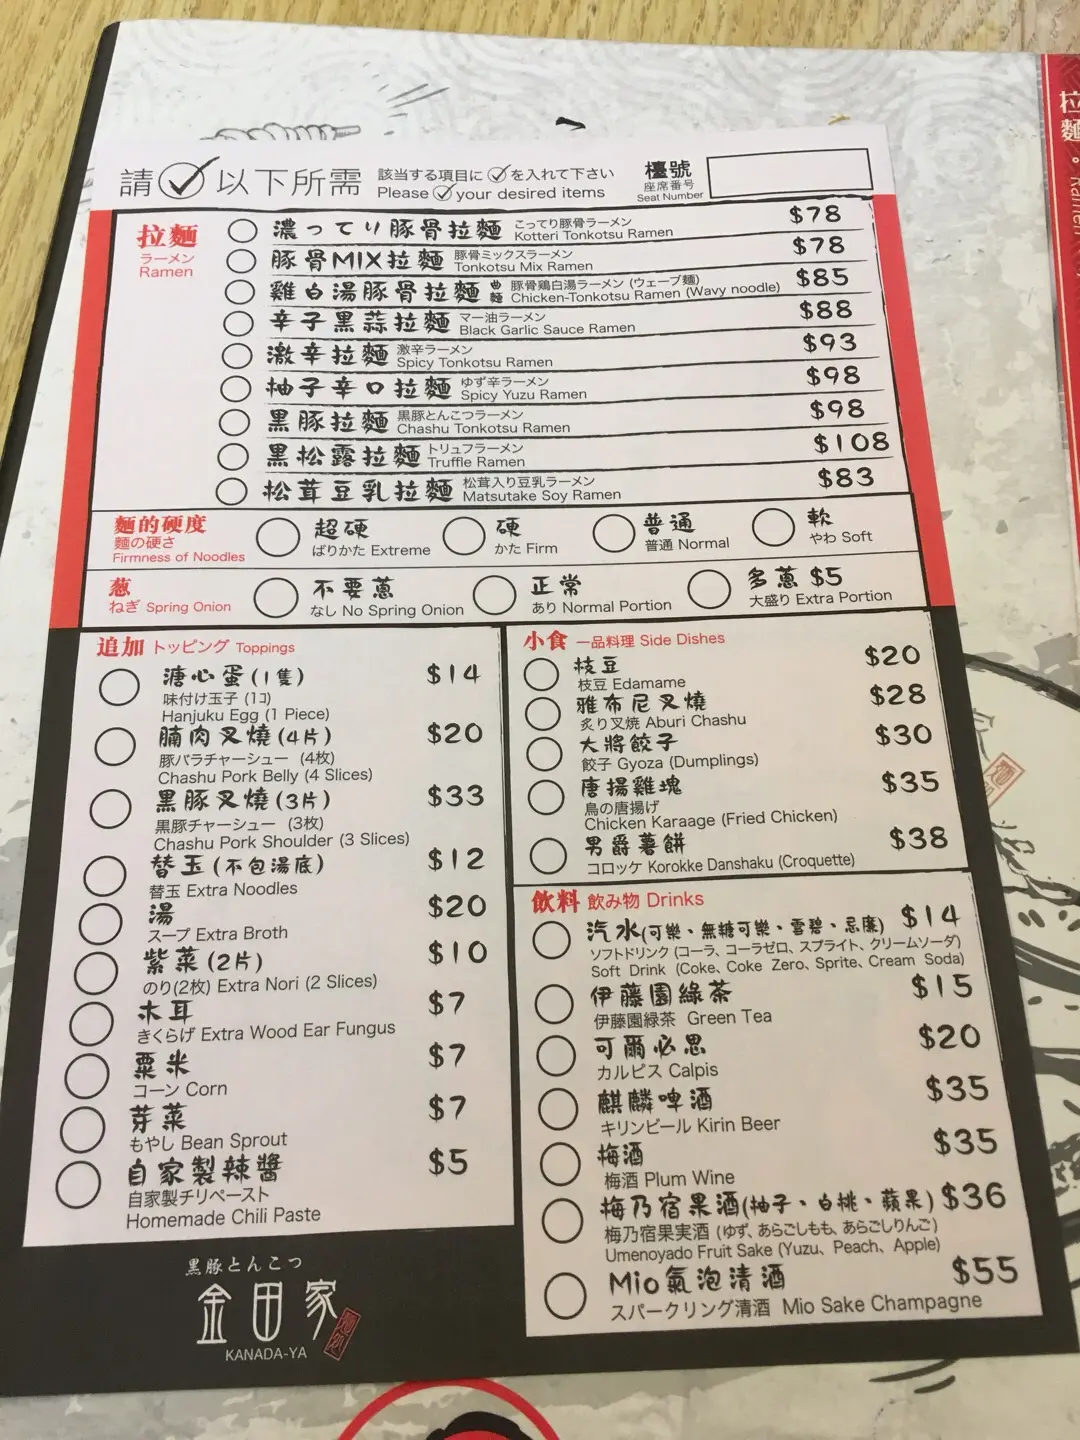 請 以下所需
該当する項目に を入れて下さい
Please your desired items
檯號
座席番号
Seat Number
拉麵
ラーメン
Ramen
濃ってり豚骨拉麵 こってり豚骨ラーメン $78
Kotteri Tonkotsu Ramen
豚骨MIX拉麵 豚骨ミックスラーメン $78
Tonkotsu Mix Ramen
雞白湯豚骨拉麵 曲麵 豚骨鶏白湯ラーメン (ウェーブ麺) $85
Chicken-Tonkotsu Ramen (Wavy noodle)
辛子黒蒜拉麵 マー油ラーメン $88
Black Garlic Sauce Ramen
激辛拉麵 激辛ラーメン $93
Spicy Tonkotsu Ramen
柚子辛口拉麵 ゆず辛ラーメン $98
Spicy Yuzu Ramen
黒豚拉麵 黒豚とんこつラーメン $98
Chashu Tonkotsu Ramen
黒松露拉麵 トリュフラーメン $108
Truffle Ramen
松茸豆乳拉麵 松茸入り豆乳ラーメン $83
Matsutake Soy Ramen
麵的硬度
麺の硬さ
Firmness of Noodles
超硬
ばりかた Extreme
硬
かた Firm
普通
普通 Normal
軟
やわ Soft
葱
ねぎ Spring Onion
不要蔥
なし No Spring Onion
正常
あり Normal Portion
多蔥 $5
大盛り Extra Portion
追加 トッピング Toppings
溏心蛋(1隻) $14
味付け玉子 (1コ)
Hanjuku Egg (1 Piece)
腩肉叉燒(4片) $20
豚バラチャーシュー (4枚)
Chashu Pork Belly (4 Slices)
黒豚叉燒(3片) $33
黒豚チャーシュー (3枚)
Chashu Pork Shoulder (3 Slices)
替玉(不包湯底) $12
替玉 Extra Noodles
湯 $20
スープ Extra Broth
紫菜(2片) $10
のり(2枚) Extra Nori (2 Slices)
木耳 $7
きくらげ Extra Wood Ear Fungus
粟米 $7
コーン Corn
芽菜 $7
もやし Bean Sprout
自家製辣醬 $5
自家製チリペースト
Homemade Chili Paste
小食 一品料理 Side Dishes
枝豆 $20
枝豆 Edamame
雅布尼叉燒 $28
炙り叉焼 Aburi Chashu
大將餃子 $30
餃子 Gyoza (Dumplings)
唐揚雞塊 $35
鳥の唐揚げ
Chicken Karaage (Fried Chicken)
男爵薯餅 $38
コロッケ Korokke Danshaku (Croquette)
飲料 飲み物 Drinks
汽水(可樂、無糖可樂、雪碧、忌廉) $14
ソフトドリンク (コーラ、コーラゼロ、スプライト、クリームソーダ)
Soft Drink (Coke、Coke Zero、Sprite、Cream Soda)
伊藤園綠茶 $15
伊藤園緑茶 Green Tea
可爾必思 $20
カルピス Calpis
麒麟啤酒 $35
キリンビール Kirin Beer
梅酒 $35
梅酒 Plum Wine
梅乃宿果酒(柚子、白桃、蘋果) $36
梅乃宿果実酒 (ゆず、あらごしもも、あらごしりんご)
Umenoyado Fruit Sake (Yuzu、Peach、Apple)
Mio氣泡清酒 $55
スパークリング清酒 Mio Sake Champagne
黒豚とんこつ
金田家
KANADA-YA
拉麵。Ramen